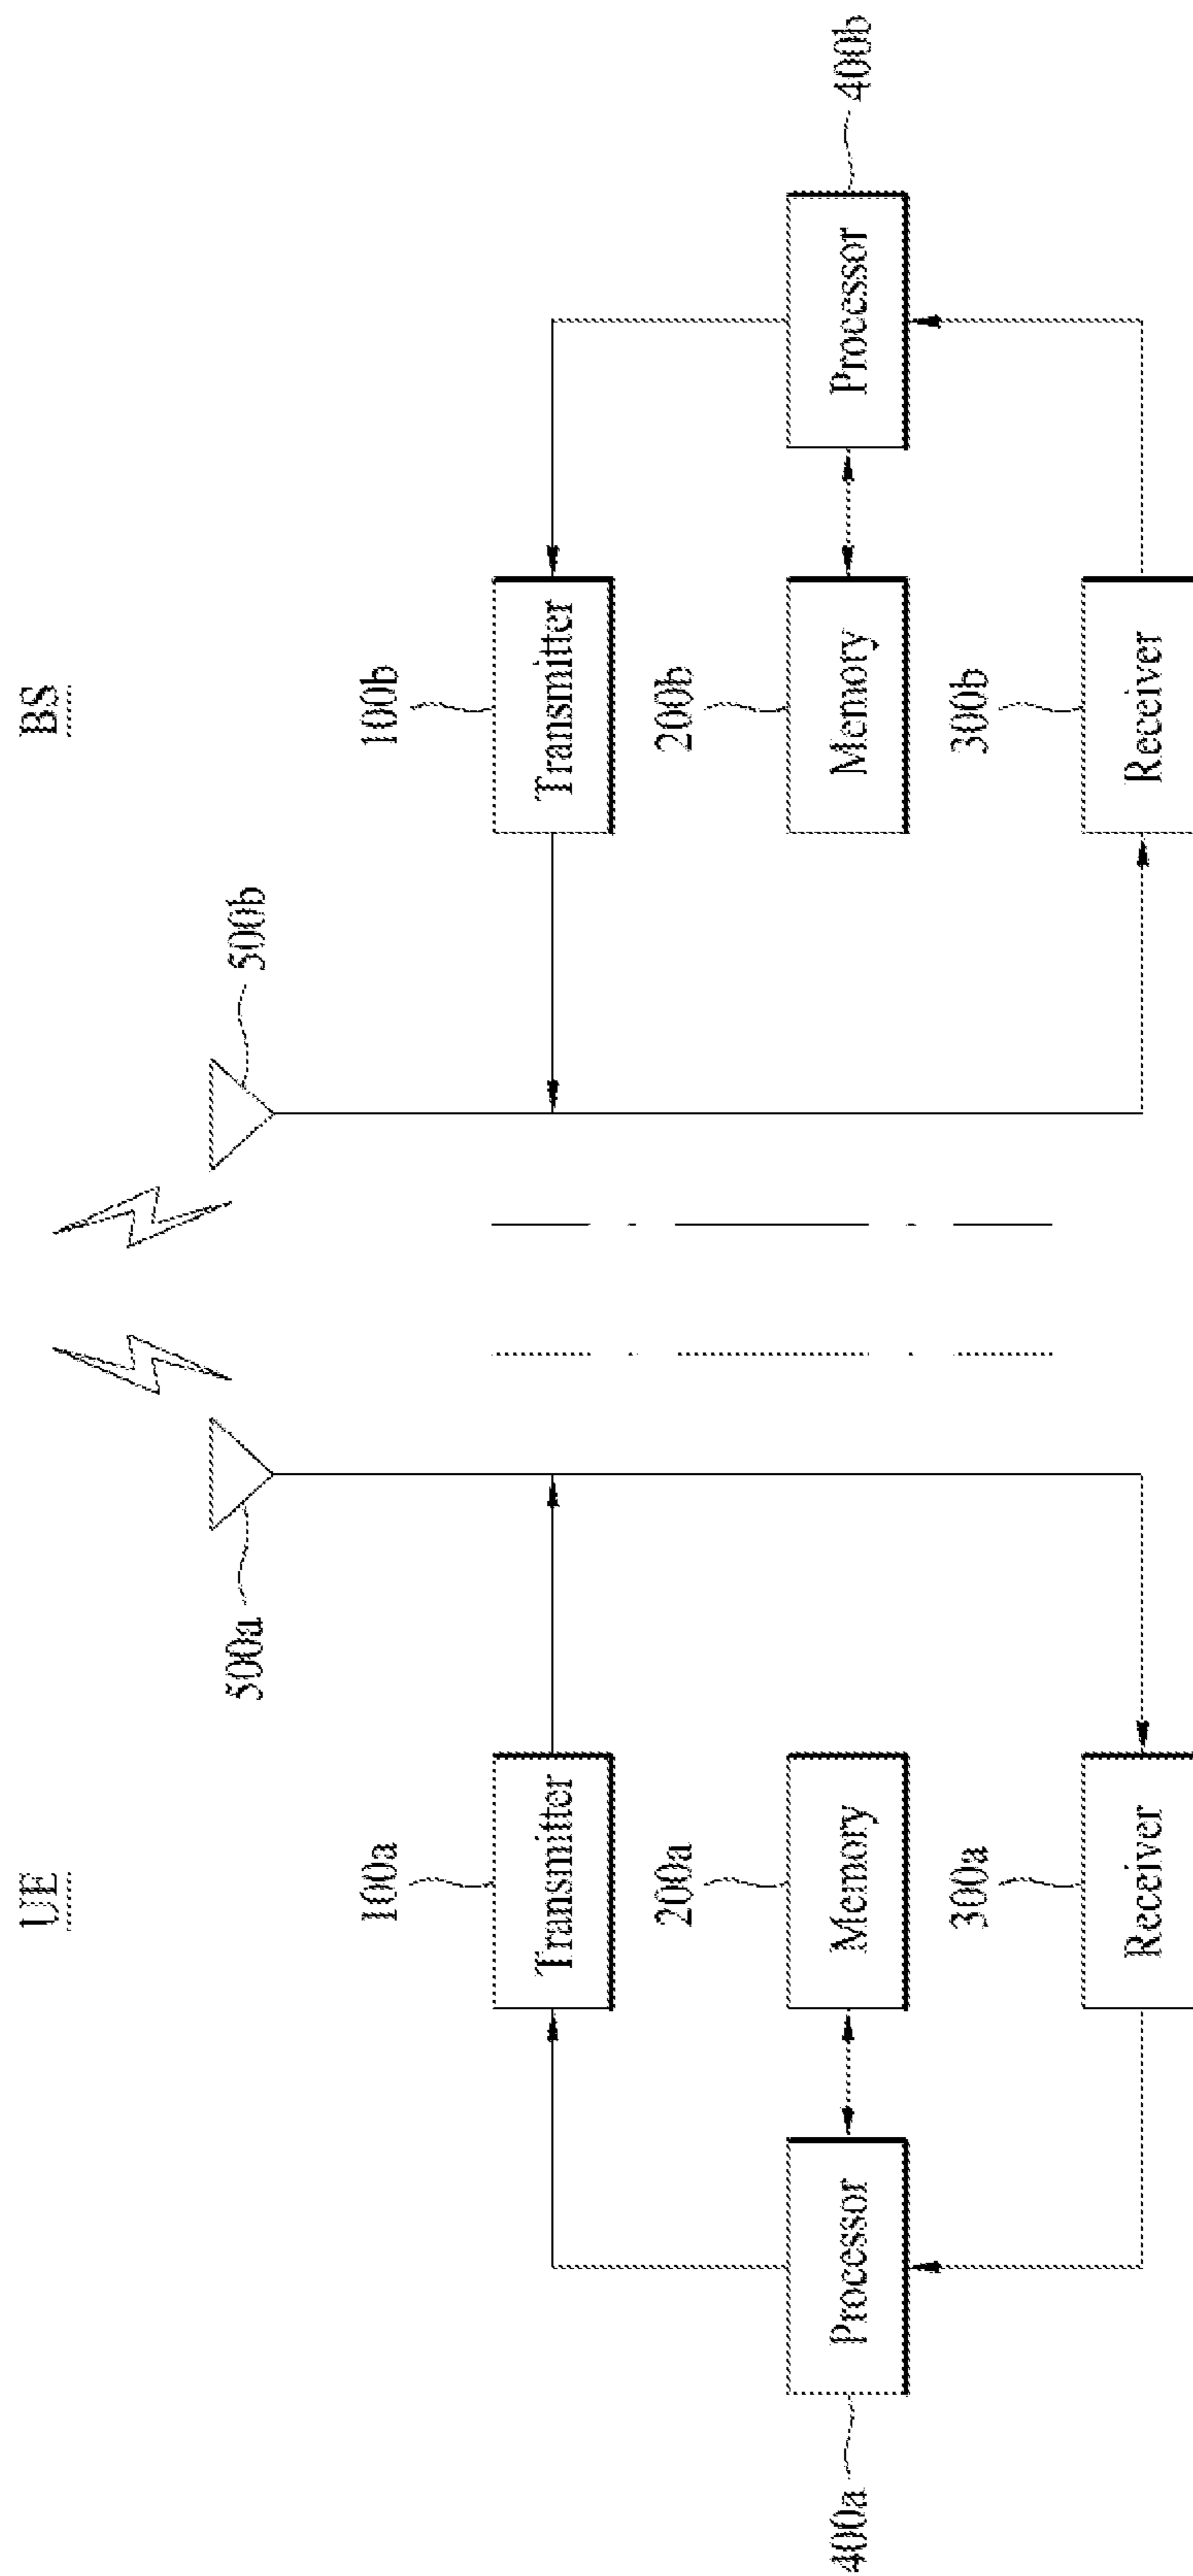 UE
BS
500a
500b
100a
Transmitter
100b
Transmitter
400a
Processor
200a
Memory
200b
Memory
Processor
400b
300a
Receiver
300b
Receiver